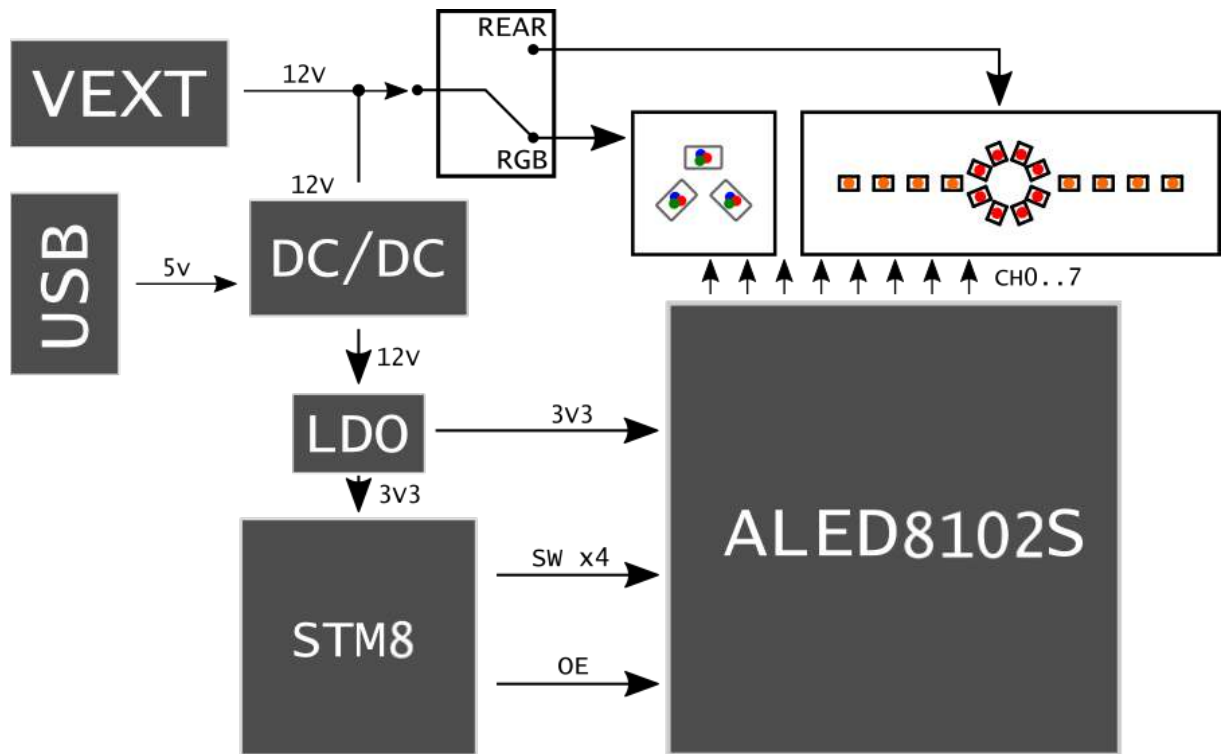 REAR
VEXT
12v
RGB
USB
5v
12v
DC/DC
CH0..7
12v
LDO
3v3
3v3
STM8
SW x4
OE
ALED8102S